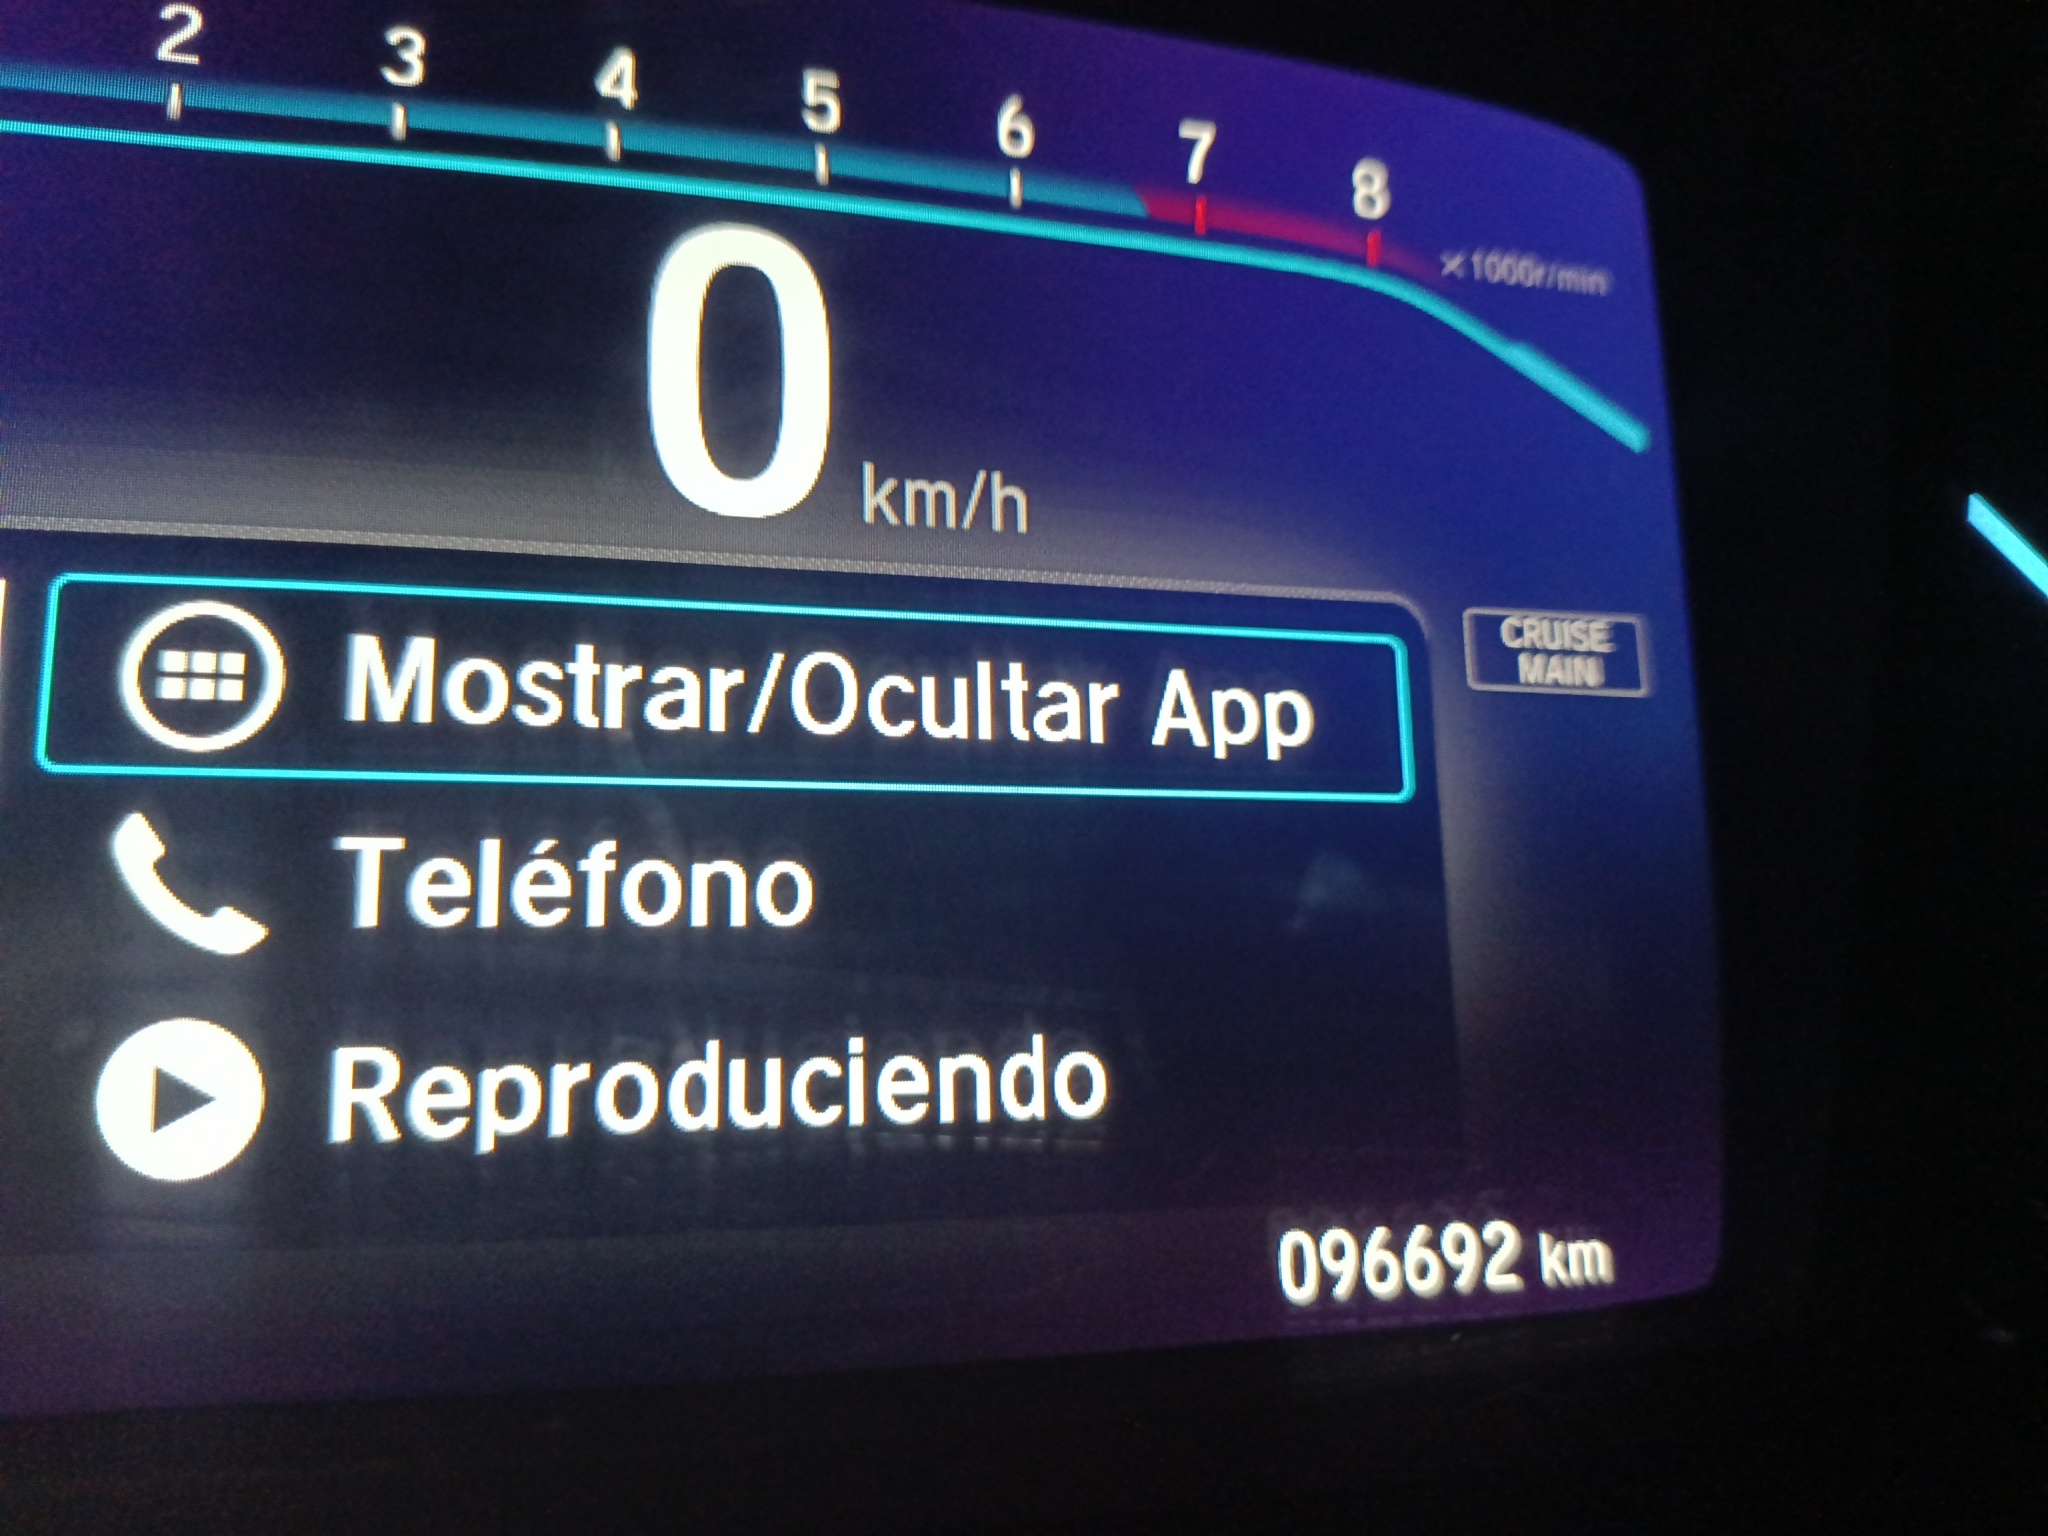 2 3 4 5 6 7 8
×1000r/min
0 km/h
CRUISE
MAIN
Mostrar/Ocultar App
Teléfono
Reproduciendo
096692 km